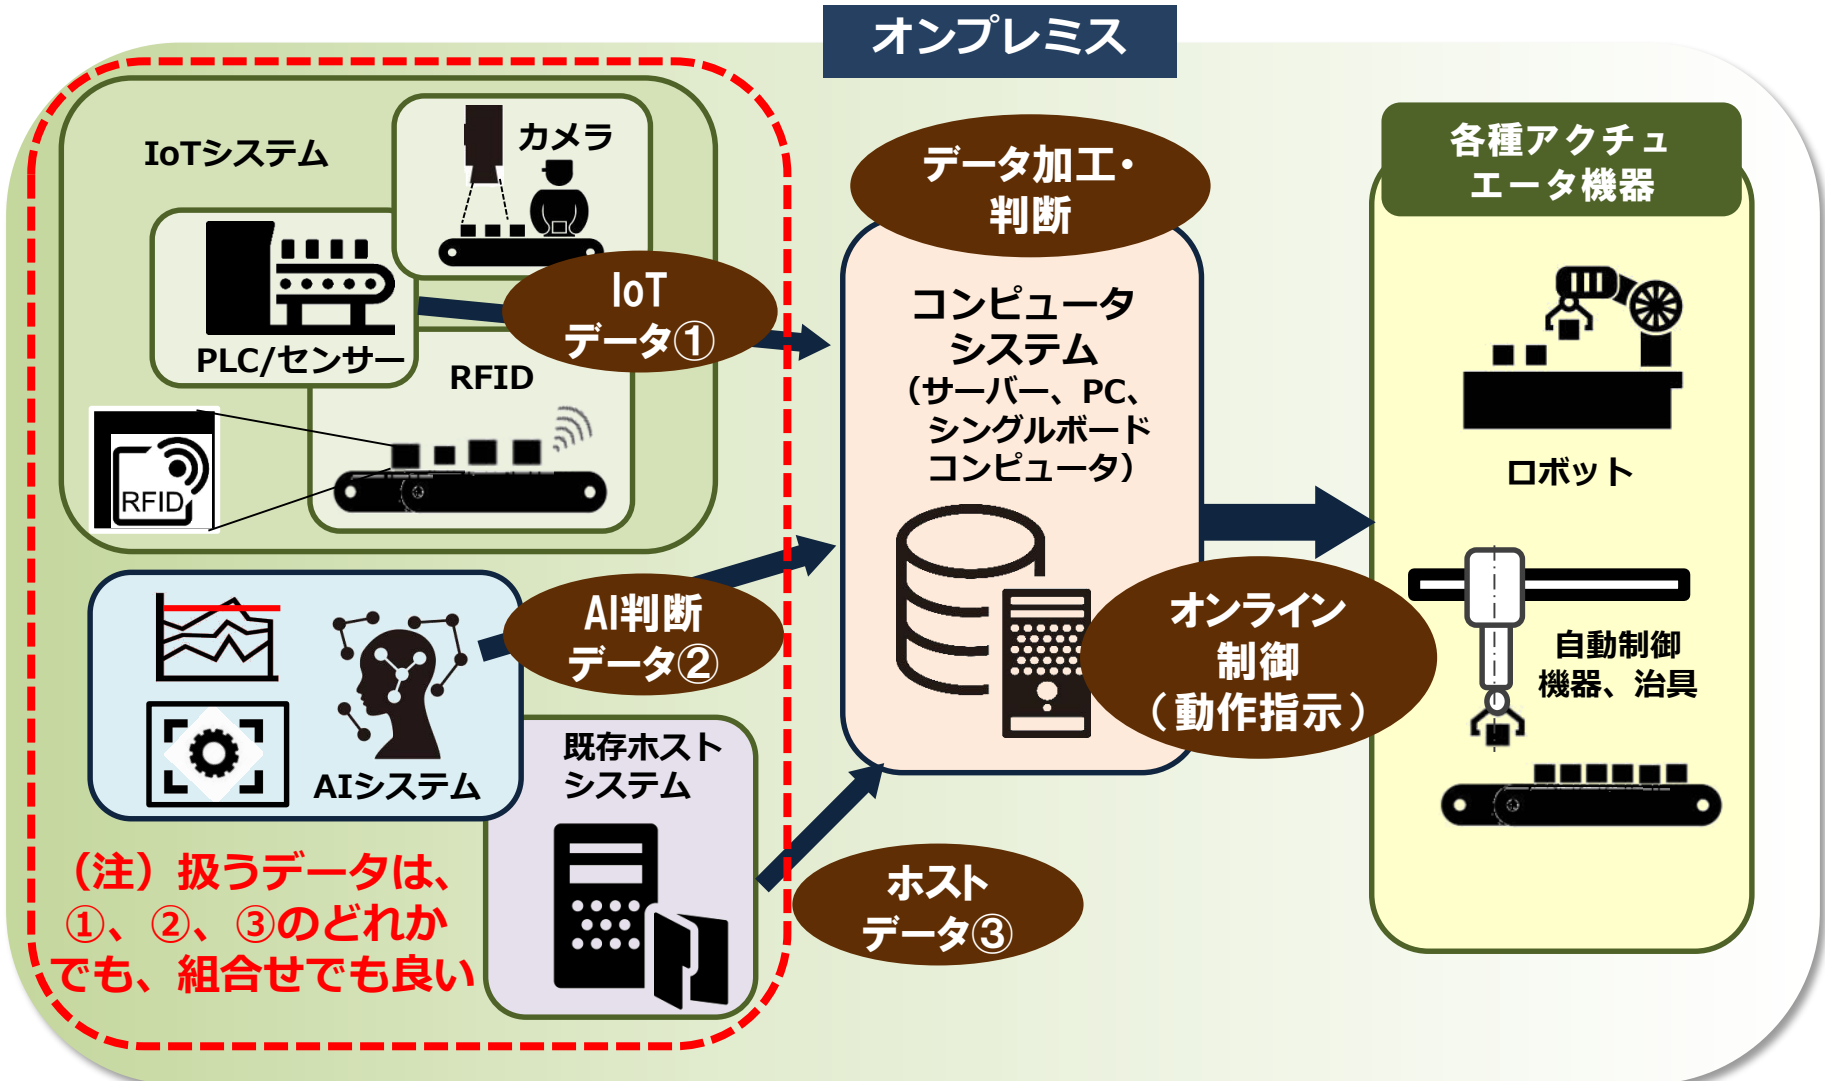 オンプレミス
IoTシステム
カメラ
PLC/センサー
RFID
RFID
IoT
データ①
AI判断
データ②
AIシステム
既存ホスト
システム
ホスト
データ③
（注）扱うデータは、
①、②、③のどれか
でも、組合せでも良い
データ加工・
判断
コンピュータ
システム
（サーバー、PC、
シングルボード
コンピュータ）
オンライン
制御
（動作指示）
各種アクチュ
エータ機器
ロボット
自動制御
機器、治具